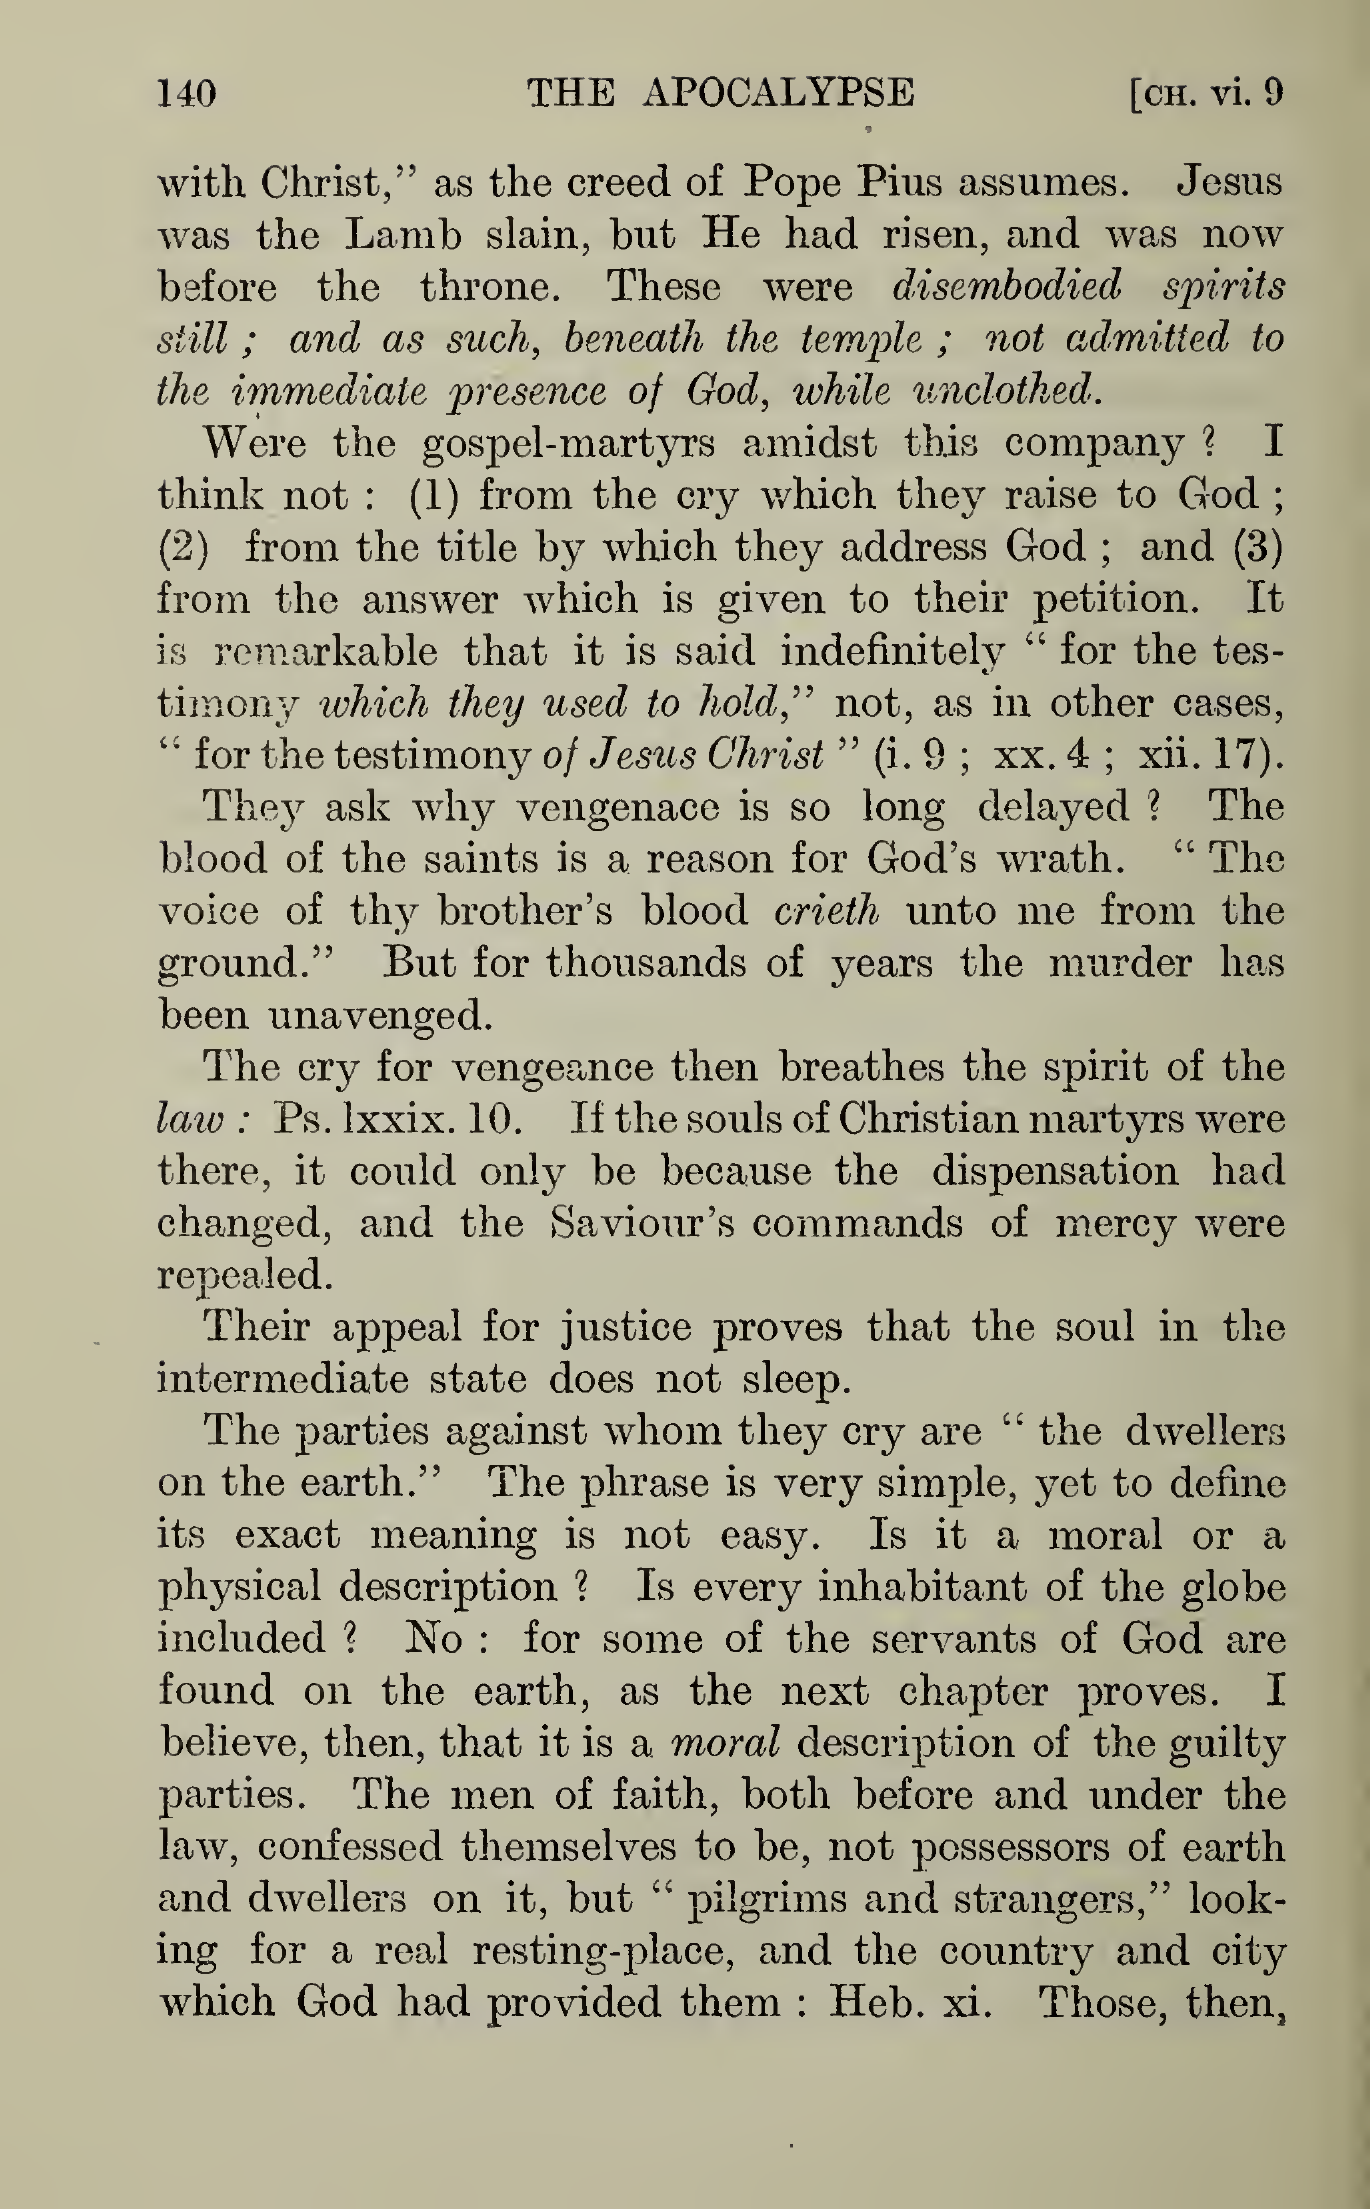 140 THE APOCALYPSE [CH. vi. 9
with Christ,” as the creed of Pope Pius assumes. Jesus
was the Lamb slain, but He had risen, and was now
before the throne. These were disembodied spirits
still ; and as such, beneath the temple ; not admitted to
the immediate presence of God, while unclothed.
Were the gospel-martyrs amidst this company ? I
think not : (1) from the cry which they raise to God ;
(2) from the title by which they address God ; and (3)
from the answer which is given to their petition. It
is remarkable that it is said indefinitely “ for the tes-
timony which they used to hold,” not, as in other cases,
“ for the testimony of Jesus Christ ” (i. 9 ; xx. 4 ; xii. 17).
They ask why vengenace is so long delayed ? The
blood of the saints is a reason for God’s wrath. “ The
voice of thy brother’s blood crieth unto me from the
ground.” But for thousands of years the murder has
been unavenged.
The cry for vengeance then breathes the spirit of the
law : Ps. lxxix. 10. If the souls of Christian martyrs were
there, it could only be because the dispensation had
changed, and the Saviour’s commands of mercy were
repealed.
Their appeal for justice proves that the soul in the
intermediate state does not sleep.
The parties against whom they cry are “ the dwellers
on the earth.” The phrase is very simple, yet to define
its exact meaning is not easy. Is it a moral or a
physical description ? Is every inhabitant of the globe
included ? No : for some of the servants of God are
found on the earth, as the next chapter proves. I
believe, then, that it is a moral description of the guilty
parties. The men of faith, both before and under the
law, confessed themselves to be, not possessors of earth
and dwellers on it, but “ pilgrims and strangers,” look-
ing for a real resting-place, and the country and city
which God had provided them : Heb. xi. Those, then,